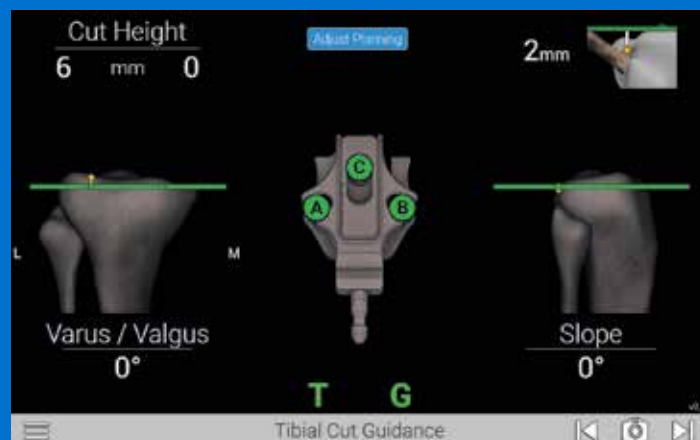 Cut Height
6 mm 0
Adjust Planning
2mm
C
A B
L M
Varus / Valgus
0°
Slope
0°
T G
Tibial Cut Guidance